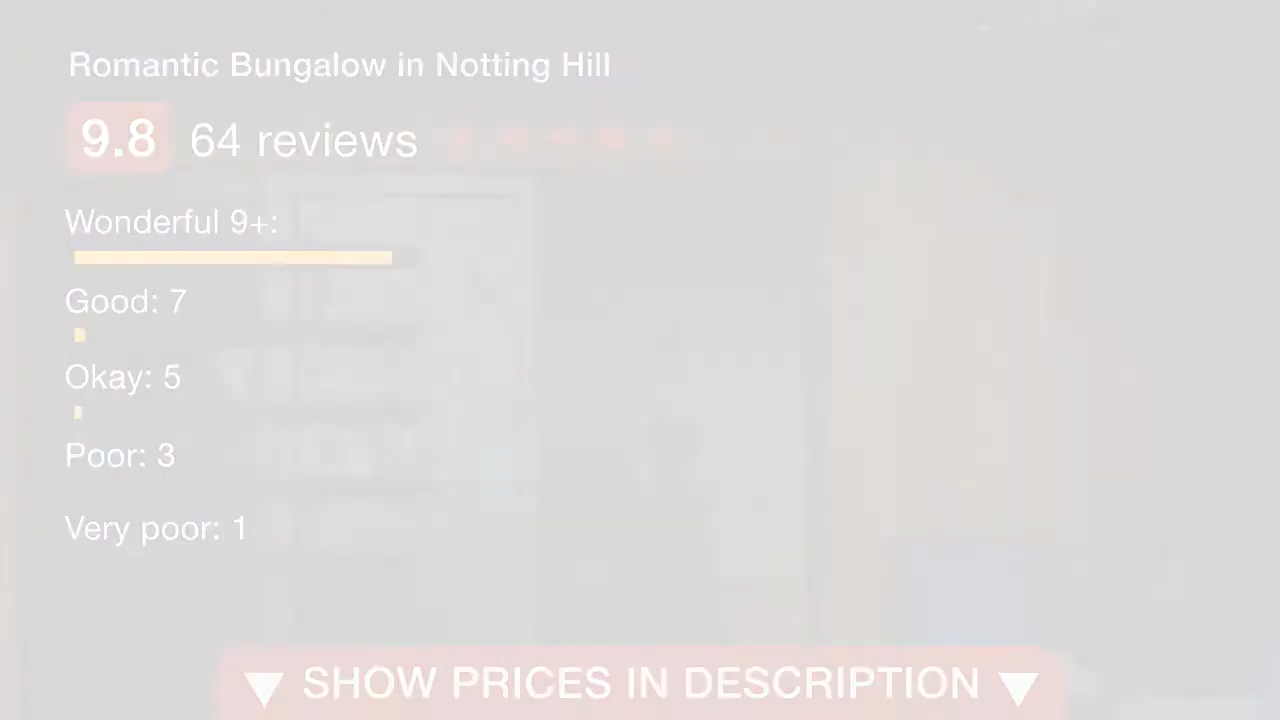 Romantic Bungalow in Notting Hill
9.8 64 reviews
Wonderful 9+:
Good: 7
Okay: 5
Poor: 3
Very poor: 1
▼ SHOW PRICES IN DESCRIPTION ▼